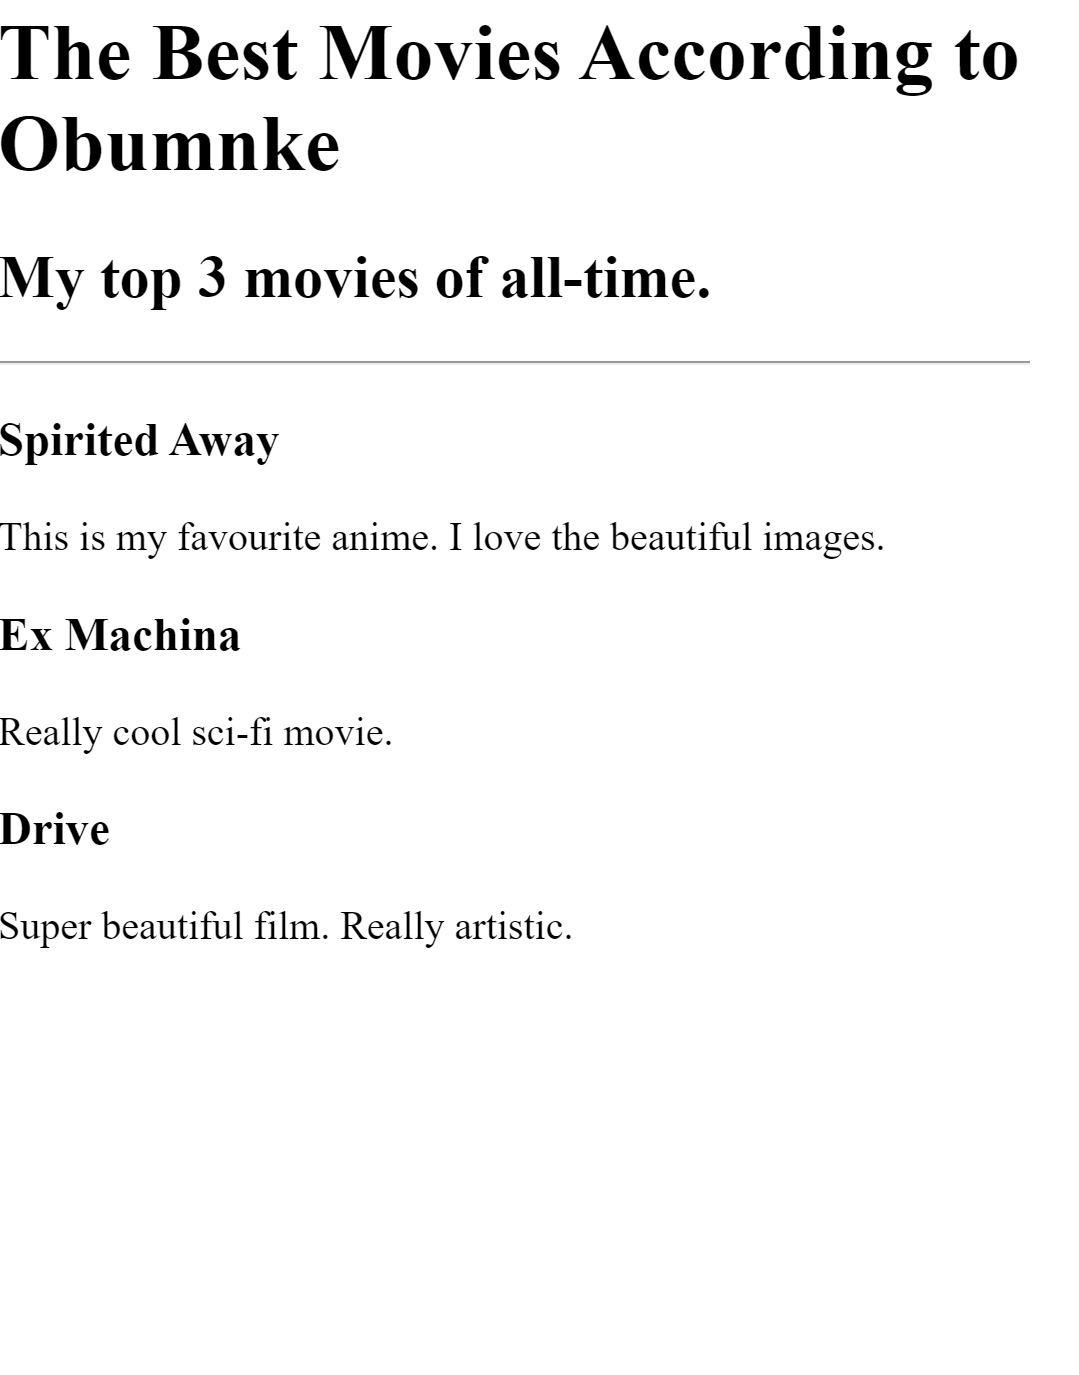 The Best Movies According to
Obumnke
My top 3 movies of all-time.
Spirited Away
This is my favourite anime. I love the beautiful images.
Ex Machina
Really cool sci-fi movie.
Drive
Super beautiful film. Really artistic.